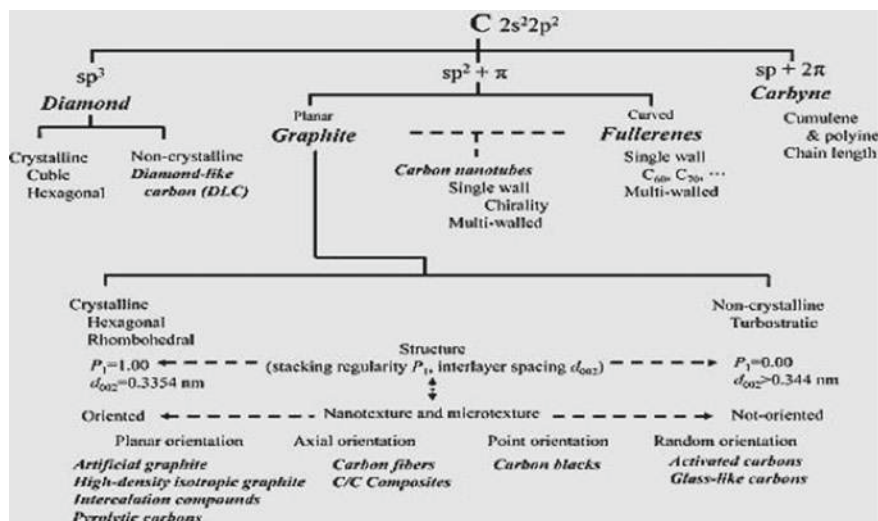 C 2s²2p²
sp³
Diamond
Crystalline
Cubic
Hexagonal
Non-crystalline
Diamond-like
carbon (DLC)
sp² + π
Planar
Graphite
Carbon nanotubes
Single wall
Chirality
Multi-walled
Curved
Fullerenes
Single wall
C₆₀, C₇₀, ···
Multi-walled
sp + 2π
Carbyne
Cumulene
& polyine
Chain length
Crystalline
Hexagonal
Rhombohedral
P₁=1.00
d₀₀₂=0.3354 nm
Structure
(stacking regularity P₁, interlayer spacing d₀₀₂)
Non-crystalline
Turbostratic
P₁=0.00
d₀₀₂>0.344 nm
Oriented
Nanotexture and microtexture
Not-oriented
Planar orientation
Artificial graphite
High-density isotropic graphite
Intercalation compounds
Pyrolytic carbons
Axial orientation
Carbon fibers
C/C Composites
Point orientation
Carbon blacks
Random orientation
Activated carbons
Glass-like carbons